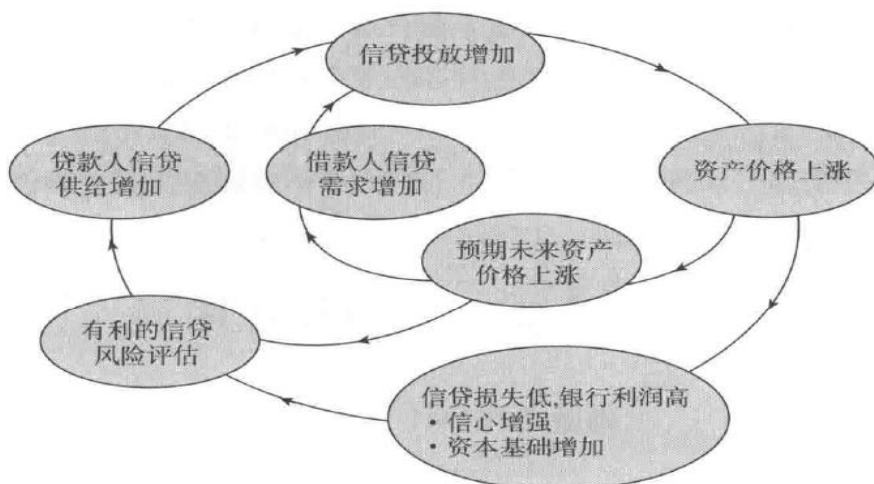 信贷投放增加
贷款人信贷
供给增加
借款人信贷
需求增加
资产价格上涨
预期未来资产
价格上涨
有利的信贷
风险评估
信贷损失低,银行利润高
·信心增强
·资本基础增加